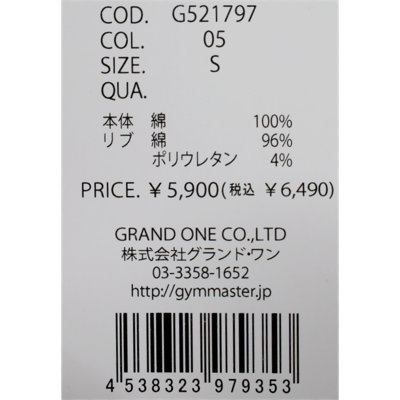 COD. G521797
COL. 05
SIZE. S
QUA.
本体 綿 100%
リブ 綿 96%
ポリウレタン 4%
PRICE. ￥5,900(税込 ￥6,490)
GRAND ONE CO.,LTD
株式会社グランド・ワン
03-3358-1652
http://gymmaster.jp
4 538323 979353